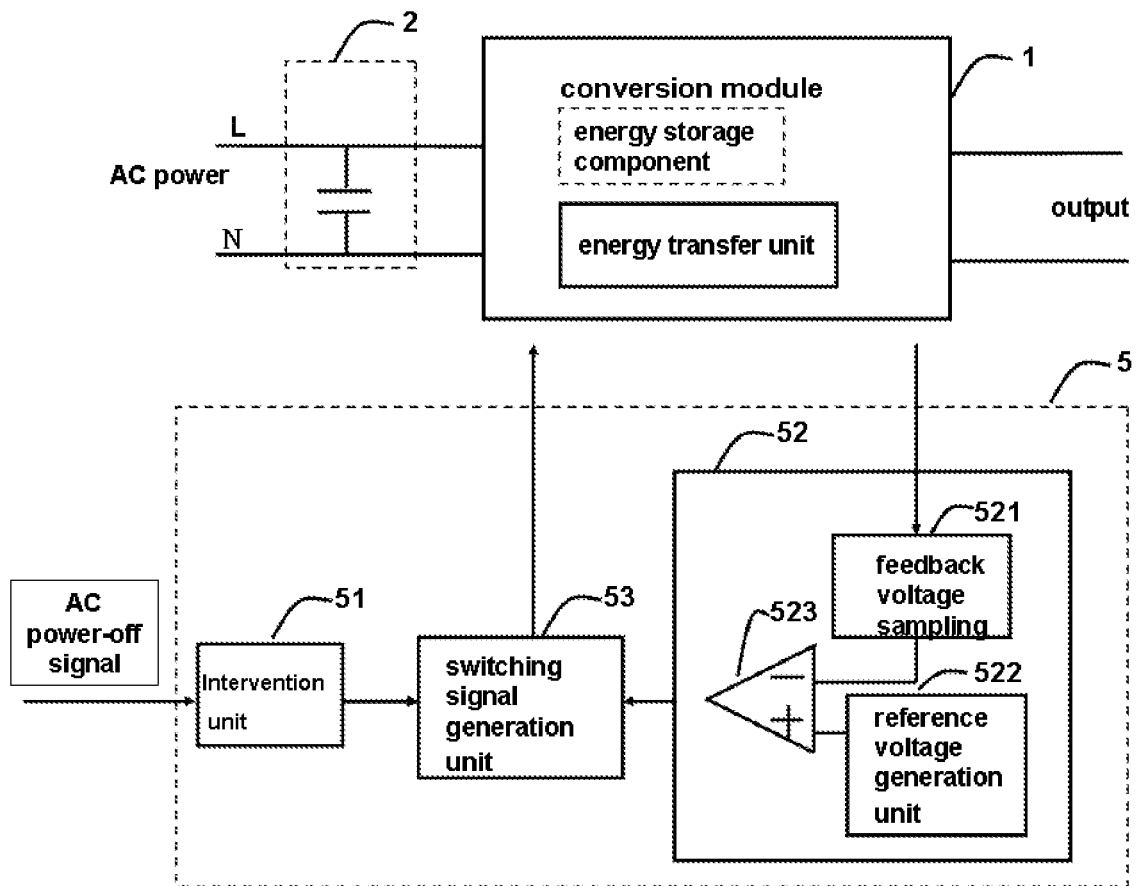 2
1
conversion module
L
energy storage
component
AC power
output
N
energy transfer unit
5
52
521
feedback
voltage
sampling
AC
power-off
signal
51
53
523
522
Intervention
unit
switching
signal
generation
unit
reference
voltage
generation
unit